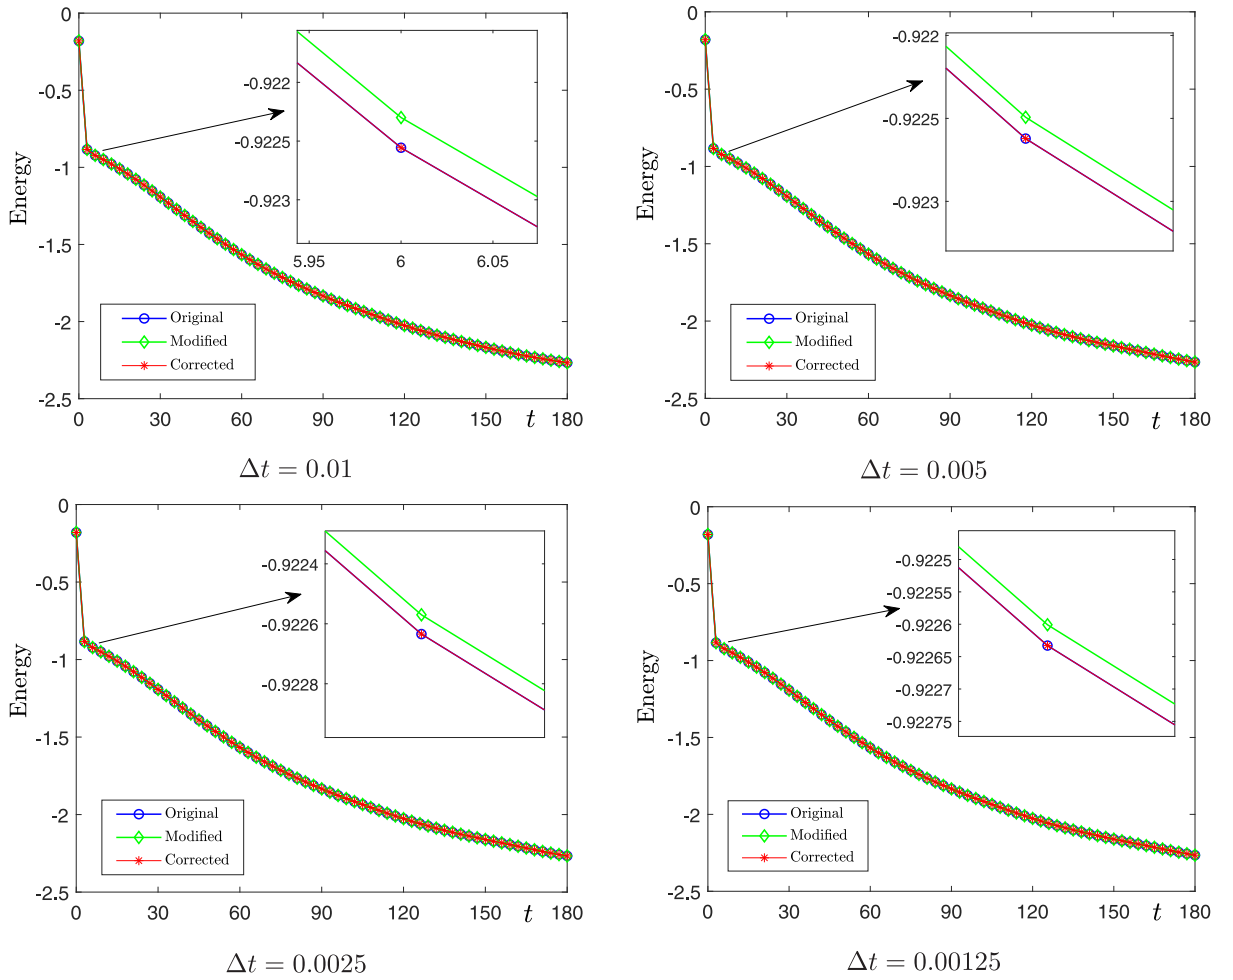 0
-0.5
-1
-1.5
-2
-2.5
Energy
0 30 60 90 120 150 180
t
-0.922
-0.9225
-0.923
5.95 6 6.05
Original
Modified
Corrected
Δt = 0.01
0
-0.5
-1
-1.5
-2
-2.5
Energy
0 30 60 90 120 150 180
t
-0.922
-0.9225
-0.923
Original
Modified
Corrected
Δt = 0.005
0
-0.5
-1
-1.5
-2
-2.5
Energy
0 30 60 90 120 150 180
t
-0.9224
-0.9226
-0.9228
Original
Modified
Corrected
Δt = 0.0025
0
-0.5
-1
-1.5
-2
-2.5
Energy
0 30 60 90 120 150 180
t
-0.9225
-0.92255
-0.9226
-0.92265
-0.9227
-0.92275
Original
Modified
Corrected
Δt = 0.00125